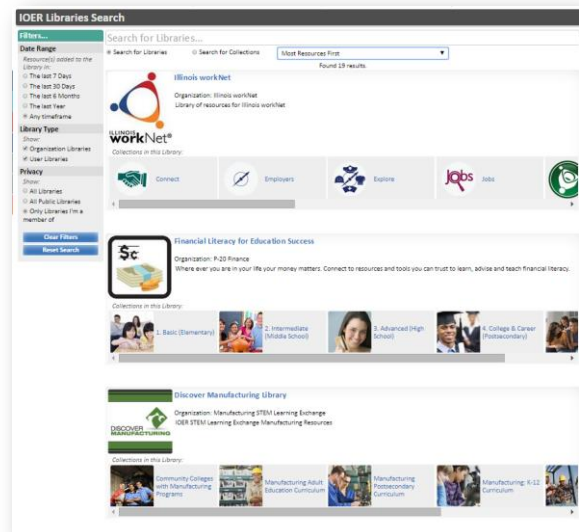 IOER Libraries Search
Filters...
Date Range
Resource(s) added to the
Library in:
The last 7 Days
The last 30 Days
The last 6 Months
The last Year
Any timeframe
Library Type
Show:
Organization Libraries
User Libraries
Privacy
Show:
All Libraries
All Public Libraries
Only Libraries I'm a
member of
Clear Filters
Reset Search
Search for Libraries...
Search for Libraries
Search for Collections
Most Resources First
Found 19 results.
ILLINOIS
workNet®
Illinois workNet
Organization: Illinois workNet
Library of resources for Illinois workNet
Collections in this Library:
Connect
Employers
Explore
Jobs
Jobs
$¢
Financial Literacy for Education Success
Organization: P-20 Finance
Where ever you are in your life your money matters. Connect to resources and tools you can trust to learn, advise and teach financial literacy.
Collections in this Library:
1. Basic (Elementary)
2. Intermediate
(Middle School)
3. Advanced (High
School)
4. College & Career
(Postsecondary)
DISCOVER
MANUFACTURING
Discover Manufacturing Library
Organization: Manufacturing STEM Learning Exchange
IOER STEM Learning Exchange Manufacturing Resources
Collections in this Library:
Community Colleges
with Manufacturing
Programs
Manufacturing Adult
Education Curriculum
Manufacturing
Postsecondary
Curriculum
Manufacturing: K-12
Curriculum